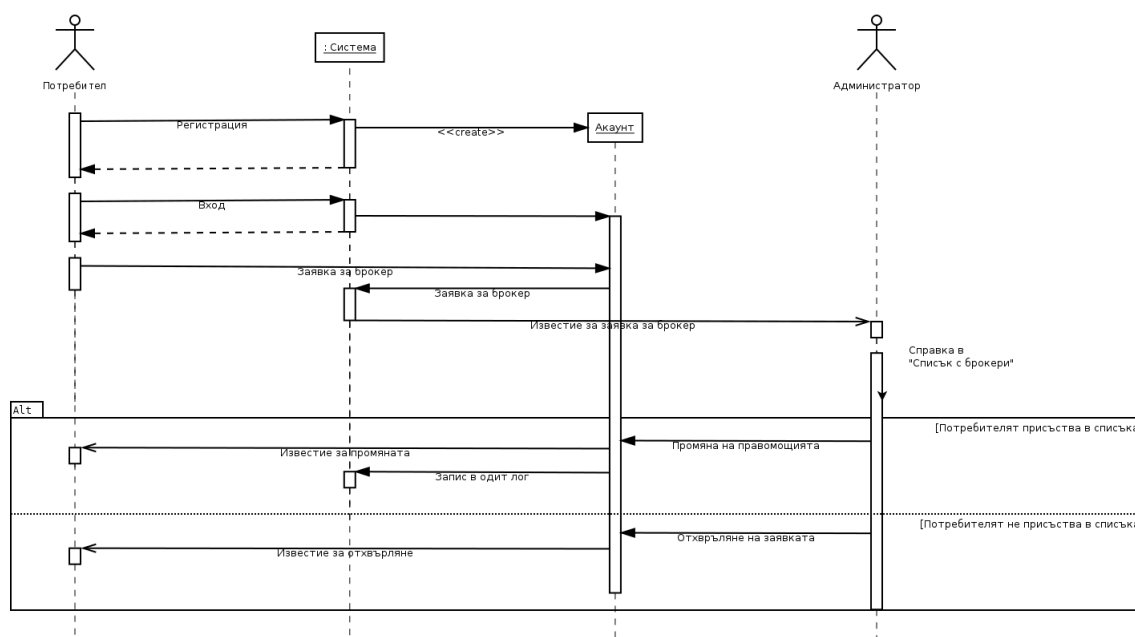 : Система
Потребител
Администратор
Регистрация
<<create>>
Акаунт
Вход
Заявка за брокер
Заявка за брокер
Известие за заявка за брокер
Справка в
"Списък с брокери"
Alt
[Потребителят присъства в списъка
Промяна на правомощията
Известие за промяната
Запис в одит лог
[Потребителят не присъства в списъка
Отхвръляне на заявката
Известие за отхвърляне